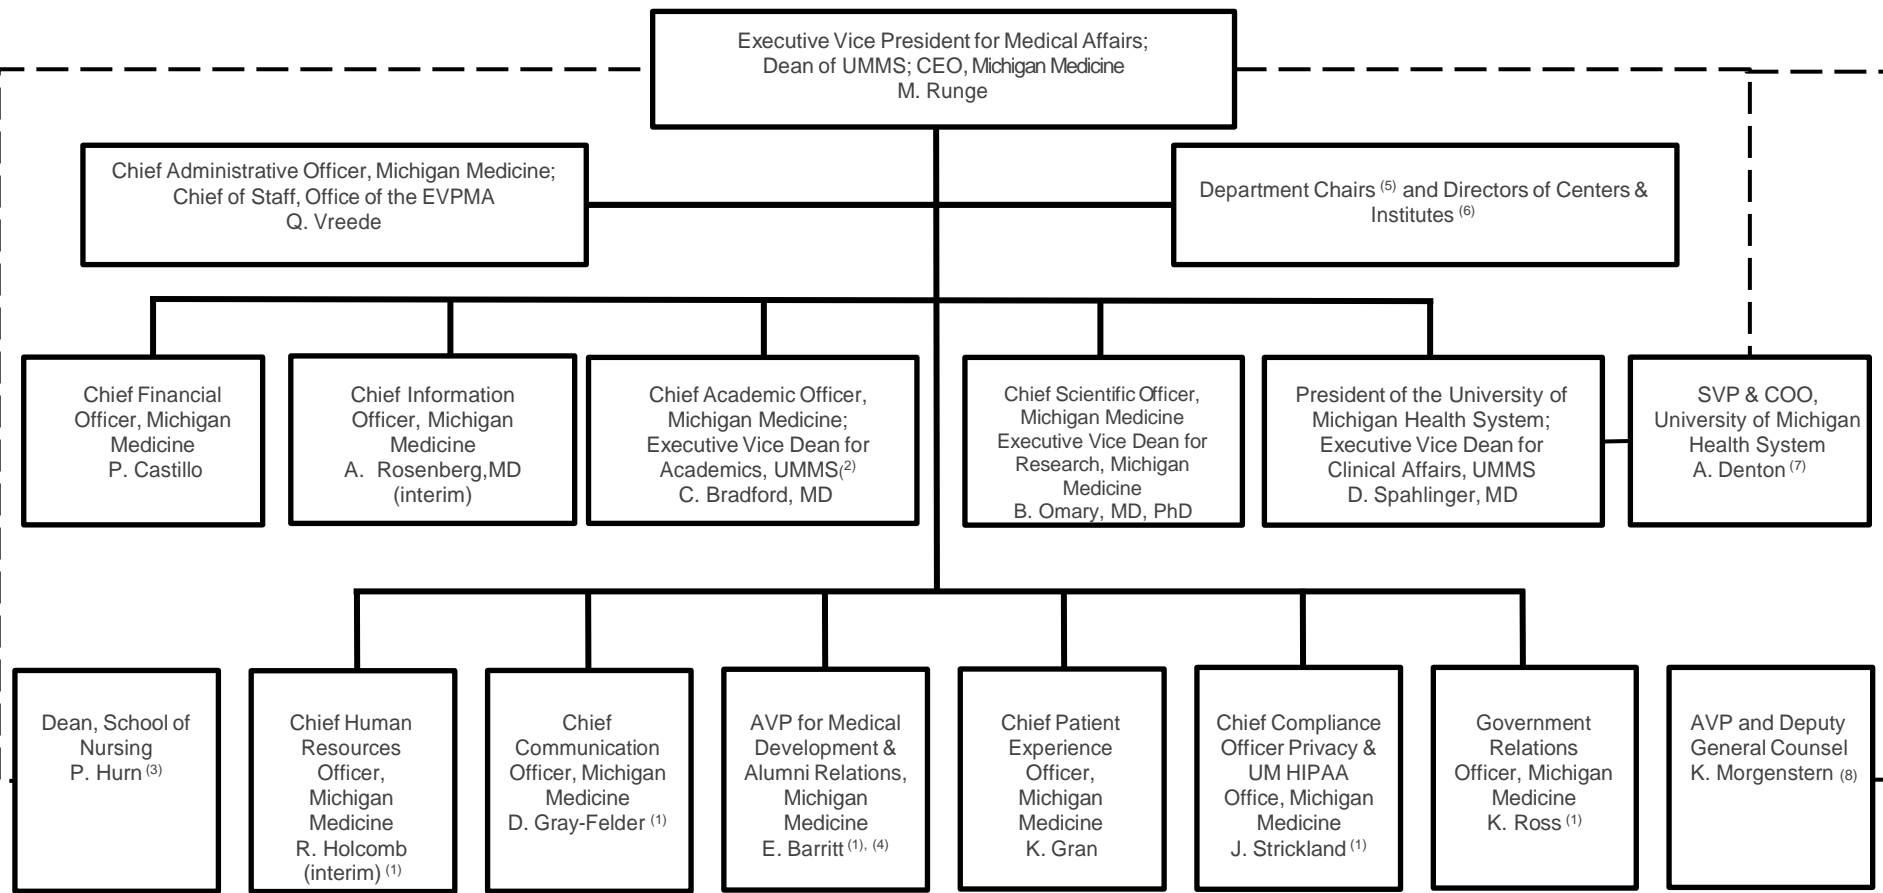 Executive Vice President for Medical Affairs;
Dean of UMMS; CEO, Michigan Medicine
M. Runge
Chief Administrative Officer, Michigan Medicine;
Chief of Staff, Office of the EVPMA
Q. Vreede
Department Chairs (5) and Directors of Centers &
Institutes (6)
Chief Financial
Officer, Michigan
Medicine
P. Castillo
Chief Information
Officer, Michigan
Medicine
A. Rosenberg,MD
(interim)
Chief Academic Officer,
Michigan Medicine;
Executive Vice Dean for
Academics, UMMS(2)
C. Bradford, MD
Chief Scientific Officer,
Michigan Medicine
Executive Vice Dean for
Research, Michigan
Medicine
B. Omary, MD, PhD
President of the University of
Michigan Health System;
Executive Vice Dean for
Clinical Affairs, UMMS
D. Spahlinger, MD
SVP & COO,
University of Michigan
Health System
A. Denton (7)
Dean, School of
Nursing
P. Hurn (3)
Chief Human
Resources
Officer,
Michigan
Medicine
R. Holcomb
(interim) (1)
Chief
Communication
Officer, Michigan
Medicine
D. Gray-Felder (1)
AVP for Medical
Development &
Alumni Relations,
Michigan
Medicine
E. Barritt (1), (4)
Chief Patient
Experience
Officer,
Michigan
Medicine
K. Gran
Chief Compliance
Officer Privacy &
UM HIPAA
Office, Michigan
Medicine
J. Strickland (1)
Government
Relations
Officer, Michigan
Medicine
K. Ross (1)
AVP and Deputy
General Counsel
K. Morgenstern (8)